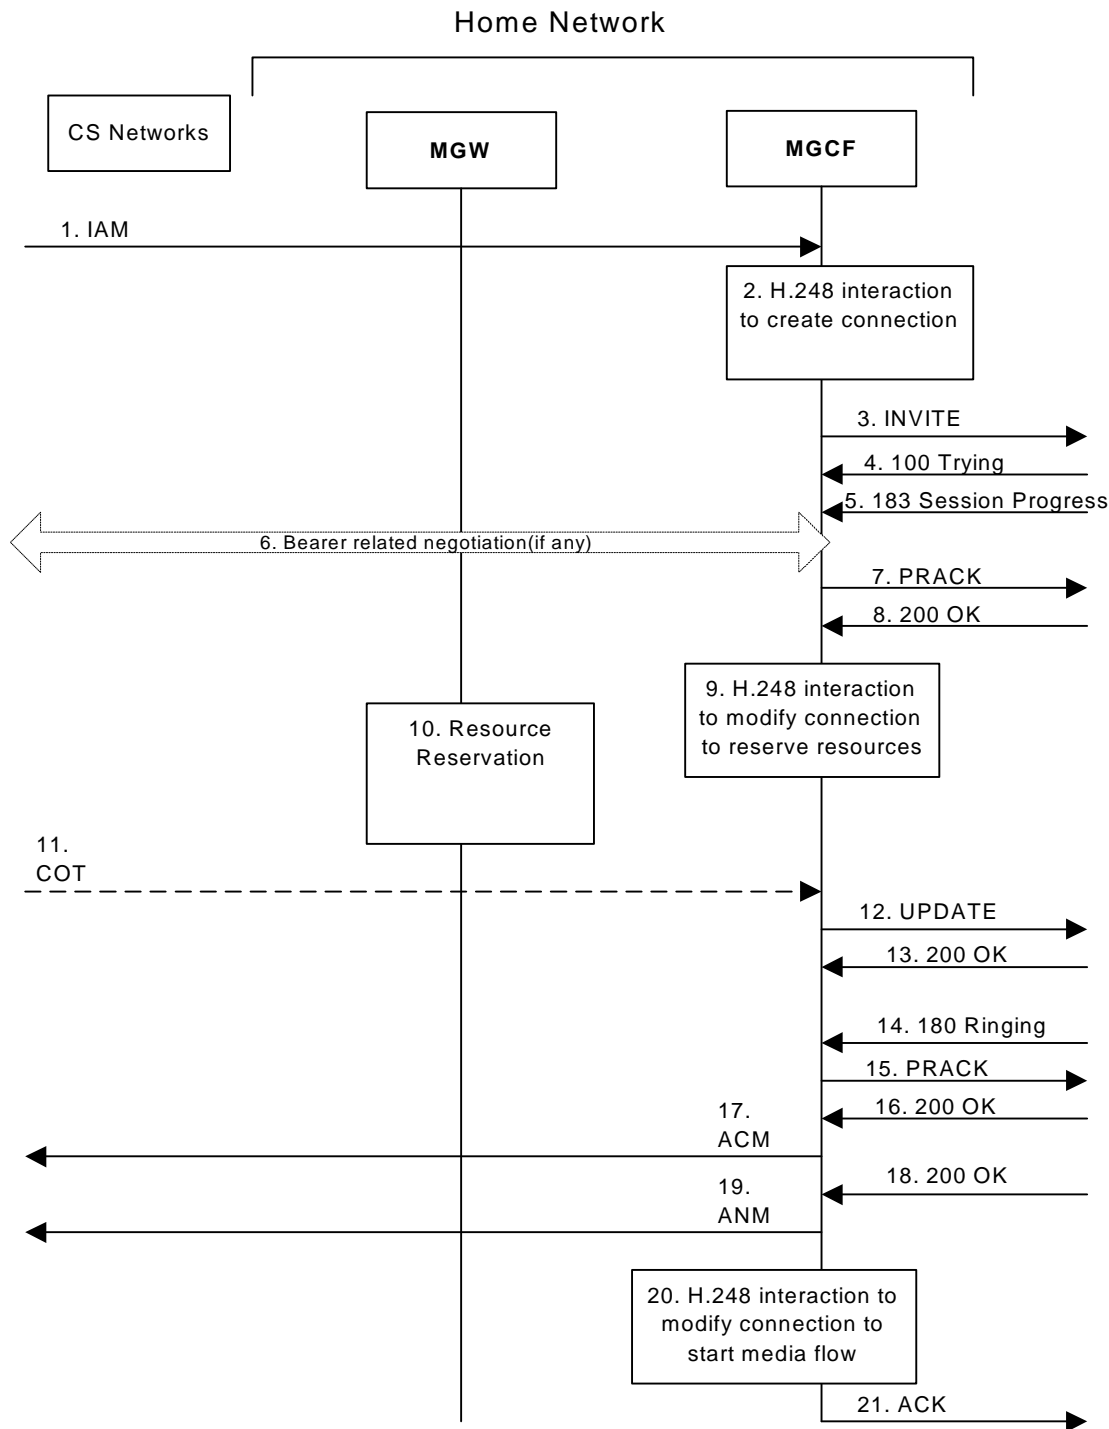 Home Network
CS Networks
MGW
MGCF
1. IAM
2. H.248 interaction
to create connection
3. INVITE
4. 100 Trying
5. 183 Session Progress
6. Bearer related negotiation(if any)
7. PRACK
8. 200 OK
9. H.248 interaction
to modify connection
to reserve resources
10. Resource
Reservation
11.
COT
12. UPDATE
13. 200 OK
14. 180 Ringing
15. PRACK
16. 200 OK
17.
ACM
18. 200 OK
19.
ANM
20. H.248 interaction to
modify connection to
start media flow
21. ACK